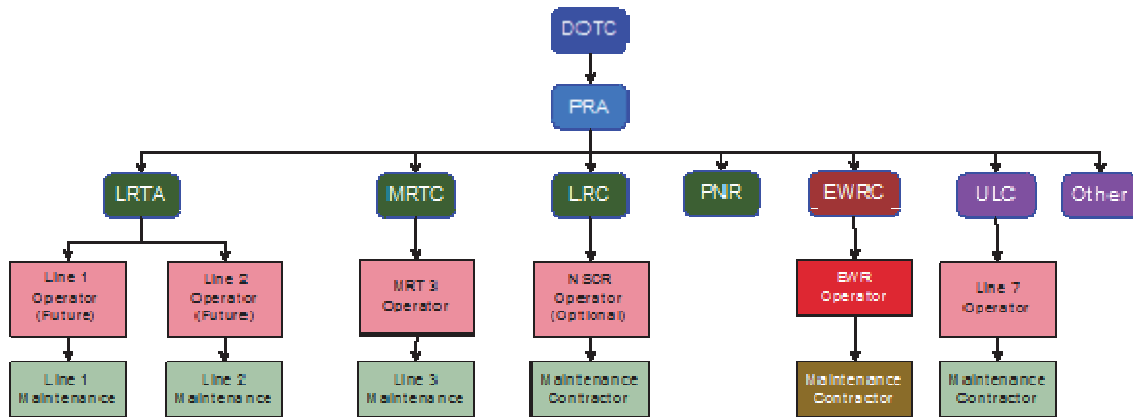 DOTC
PRA
LRTA
MRTC
LRC
PNR
EWRC
ULC
Other
Line 1
Operator
(Future)
Line 2
Operator
(Future)
MRT 3
Operator
NSCR
Operator
(Optional)
EWR
Operator
Line 7
Operator
Line 1
Maintenance
Line 2
Maintenance
Line 3
Maintenance
Maintenance
Contractor
Maintenance
Contractor
Maintenance
Contractor